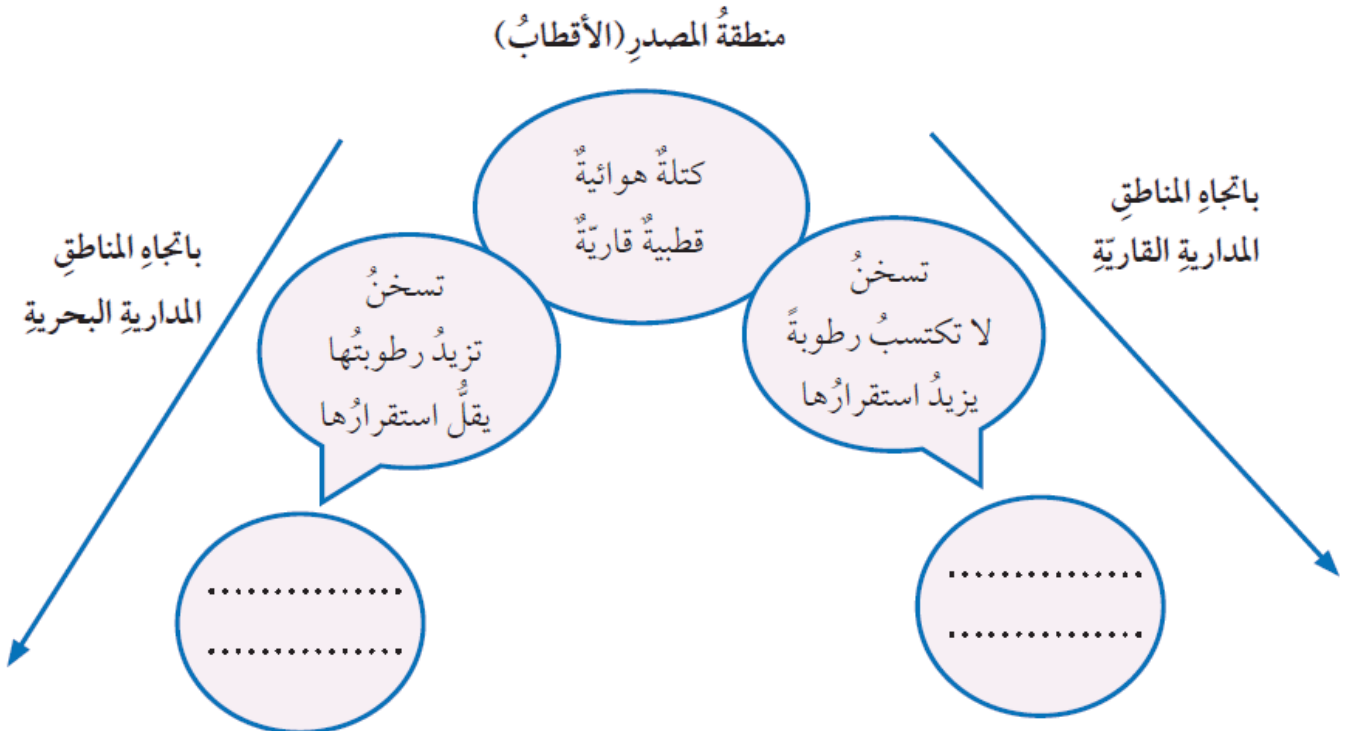 منطقةُ المصدرِ (الأقطابُ)
كتلةٌ هوائيةٌ
قطبيةٌ قاريّةٌ
باتجاهِ المناطقِ
المداريةِ القاريّةِ
تسخنُ
لا تكتسبُ رطوبةً
يزيدُ استقرارُها
باتجاهِ المناطقِ
المداريةِ البحريةِ
تسخنُ
تزيدُ رطوبتُها
يقلُّ استقرارُها
...............
...............
...............
...............